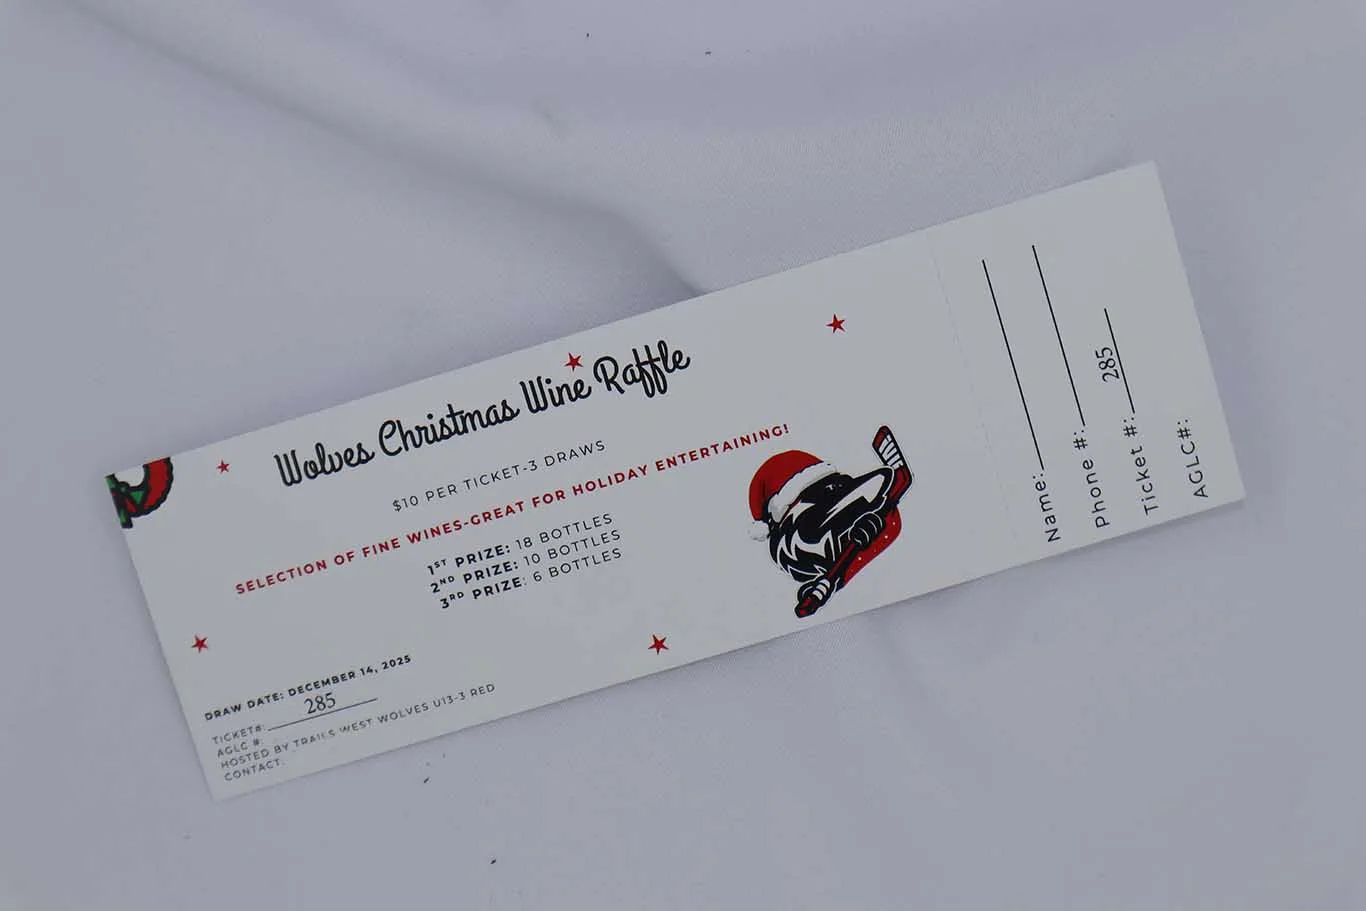 Wolves Christmas Wine Raffle
$10 PER TICKET-3 DRAWS
SELECTION OF FINE WINES-GREAT FOR HOLIDAY ENTERTAINING!
1ST PRIZE: 18 BOTTLES
2ND PRIZE: 10 BOTTLES
3RD PRIZE: 6 BOTTLES
DRAW DATE: DECEMBER 14, 2025
TICKET#: 285
AGLC #:
HOSTED BY TRAILS WEST WOLVES U13-3 RED
CONTACT:
Name:
Phone #:
Ticket #: 285
AGLC#: